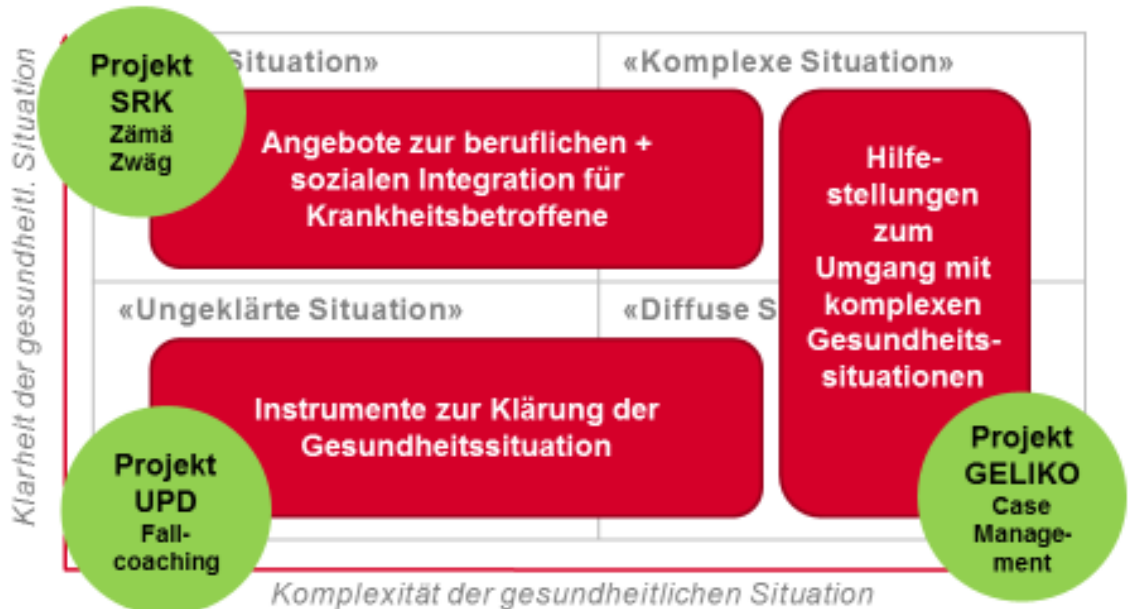 Klarheit der gesundheitl. Situation
Projekt
SRK
Zämä
Zwäg
Situation»
«Komplexe Situation»
Angebote zur beruflichen +
sozialen Integration für
Krankheitsbetroffene
Hilfe-
stellungen
zum
Umgang mit
komplexen
Gesundheits-
situationen
«Ungeklärte Situation»
«Diffuse S
Instrumente zur Klärung der
Gesundheitssituation
Projekt
UPD
Fall-
coaching
Projekt
GELIKO
Case
Manage-
ment
Komplexität der gesundheitlichen Situation